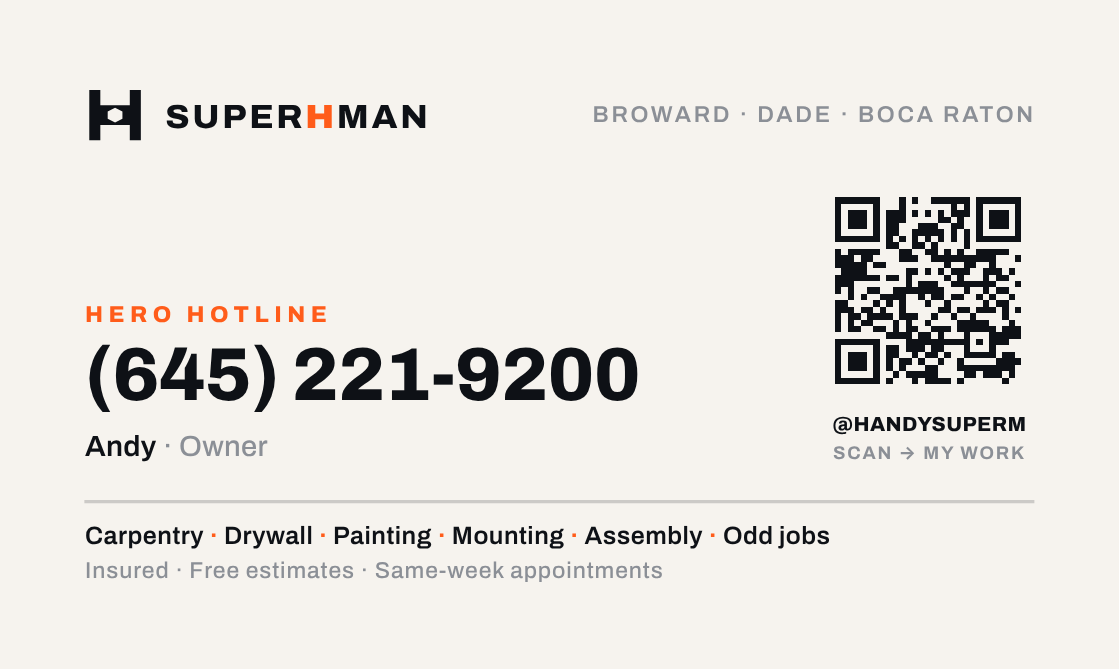 SUPERHMAN
BROWARD · DADE · BOCA RATON
HERO HOTLINE
(645) 221-9200
Andy · Owner
@HANDYSUPERM
SCAN → MY WORK
Carpentry · Drywall · Painting · Mounting · Assembly · Odd jobs
Insured · Free estimates · Same-week appointments